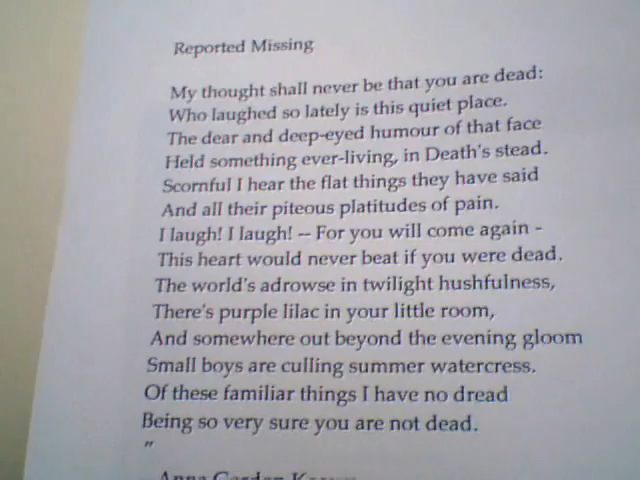 Reported Missing
My thought shall never be that you are dead:
Who laughed so lately is this quiet place.
The dear and deep-eyed humour of that face
Held something ever-living, in Death's stead.
Scornful I hear the flat things they have said
And all their piteous platitudes of pain.
I laugh! I laugh! -- For you will come again -
This heart would never beat if you were dead.
The world's adrowse in twilight hushfulness,
There's purple lilac in your little room,
And somewhere out beyond the evening gloom
Small boys are culling summer watercress.
Of these familiar things I have no dread
Being so very sure you are not dead.
"
Anna Gordon